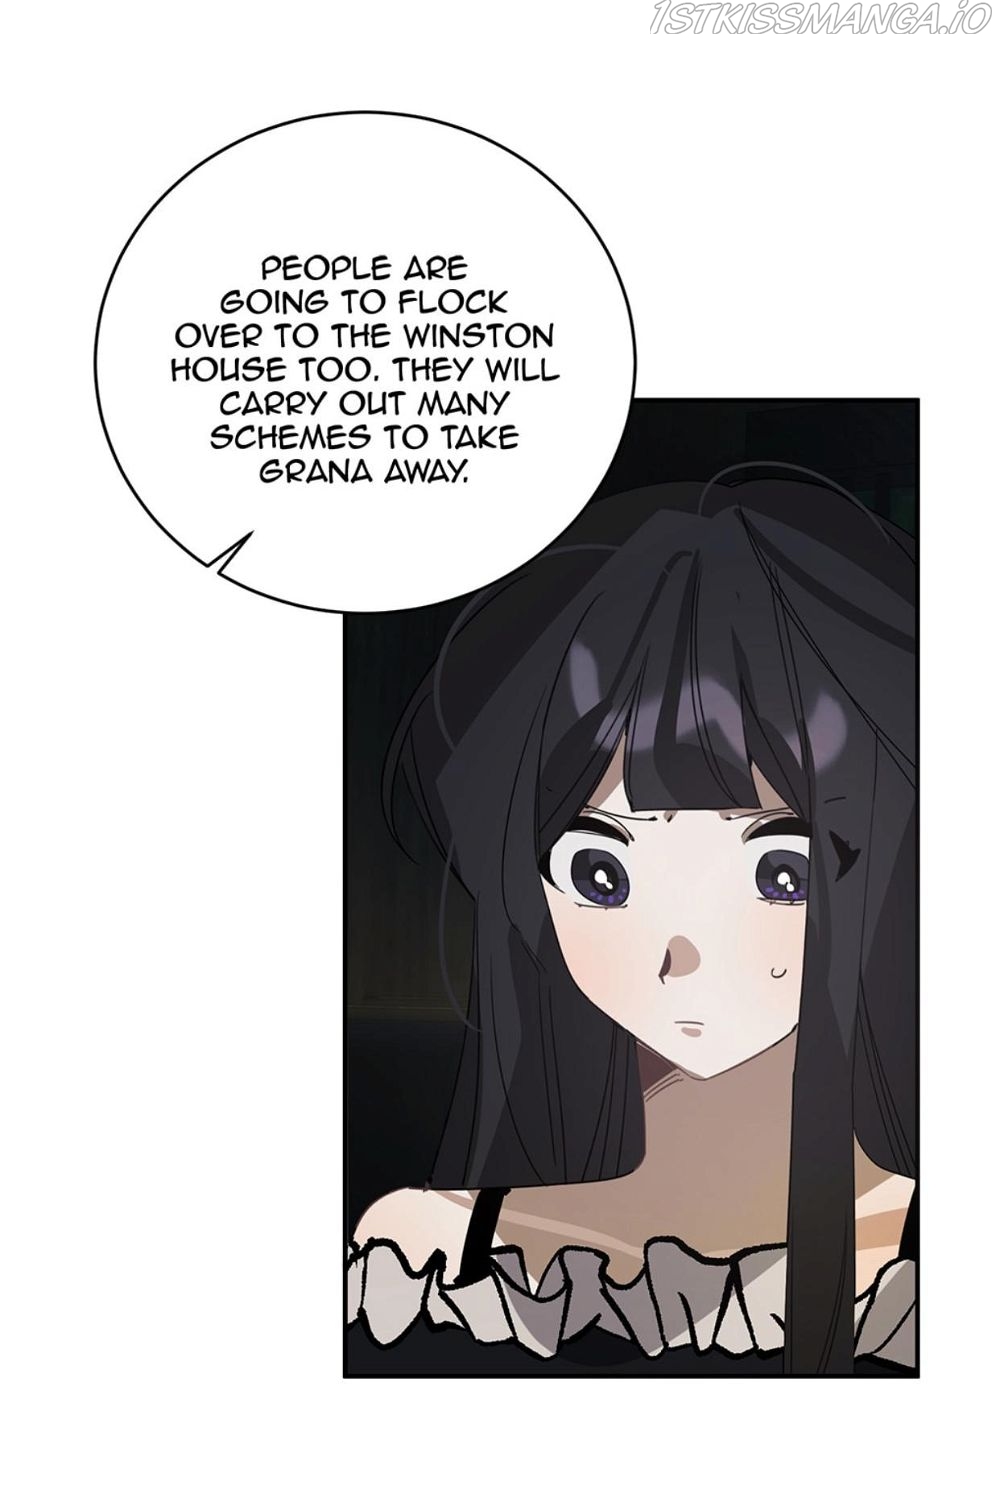 1STKISSMANGA.IO
PEOPLE ARE
GOING TO FLOCK
OVER TO THE WINSTON
HOUSE TOO. THEY WILL
CARRY OUT MANY
SCHEMES TO TAKE
GRANA AWAY.